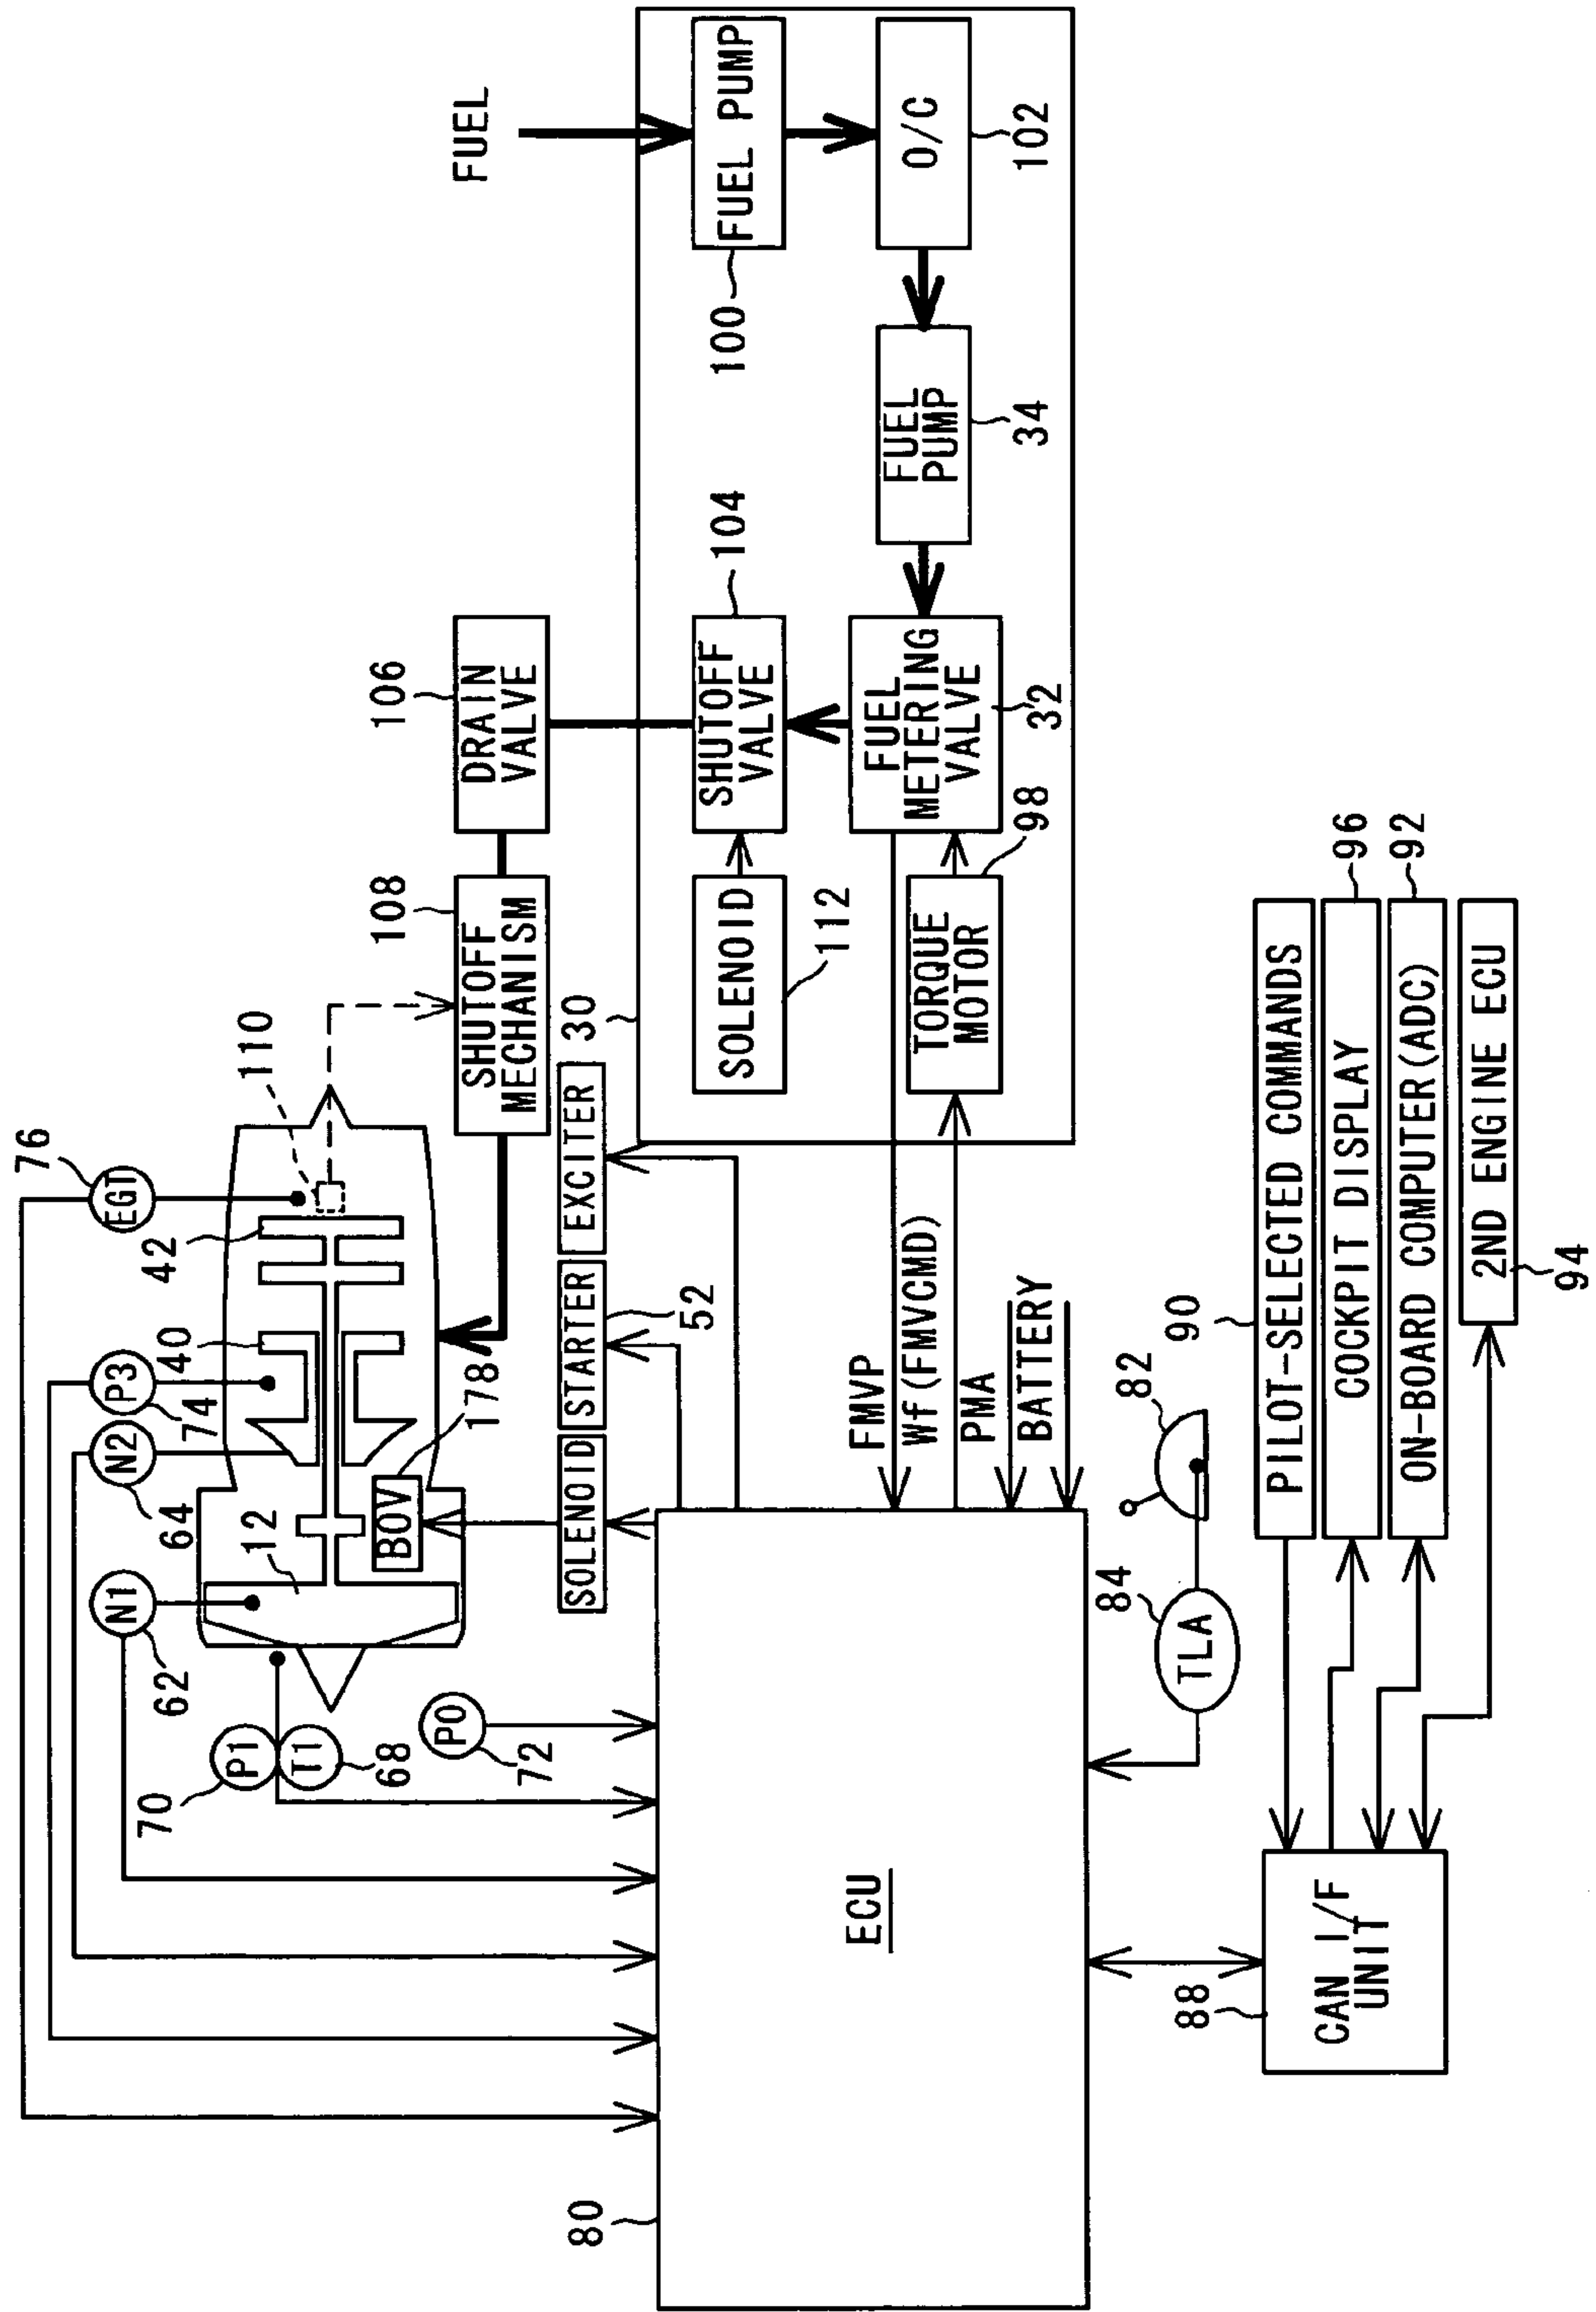 76
EGT
42
110
P3
74
40
N2
64
N1
62
12
BOV
178
P1
70
T1
68
P0
72
108
SHUTOFF
MECHANISM
106
DRAIN
VALVE
FUEL
SOLENOID
STARTER
52
EXCITER
30
SOLENOID
112
SHUTOFF
VALVE
104
FUEL PUMP
100
O/C
102
FUEL
PUMP
34
FUEL
METERING
VALVE
32
TORQUE
MOTOR
98
FMVP
Wf(FMVCMD)
PMA
BATTERY
80
ECU
82
84
TLA
88
CAN I/F
UNIT
90
PILOT-SELECTED COMMANDS
COCKPIT DISPLAY
96
ON-BOARD COMPUTER(ADC)
92
2ND ENGINE ECU
94